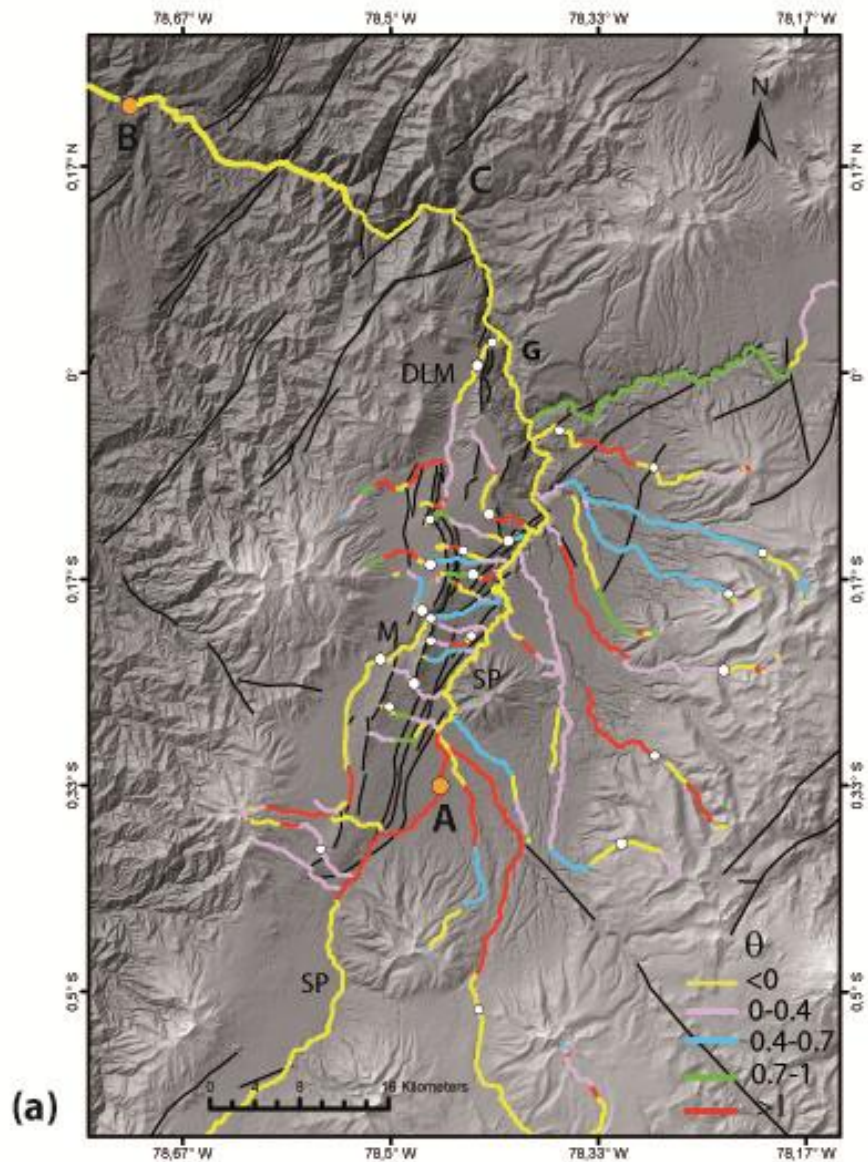 78,67° W 78,5° W 78,33° W 78,17° W
N
B
0,17° N 0,17° N
C
G
0° 0°
DLM
0,17° S 0,17° S
M
SP
0,33° S 0,33° S
A
θ
<0
SP
0,5° S 0,5° S
0-0.4
0.4-0.7
0.7-1
>1
0 4 8 16 Kilometers
(a)
78,67° W 78,5° W 78,33° W 78,17° W